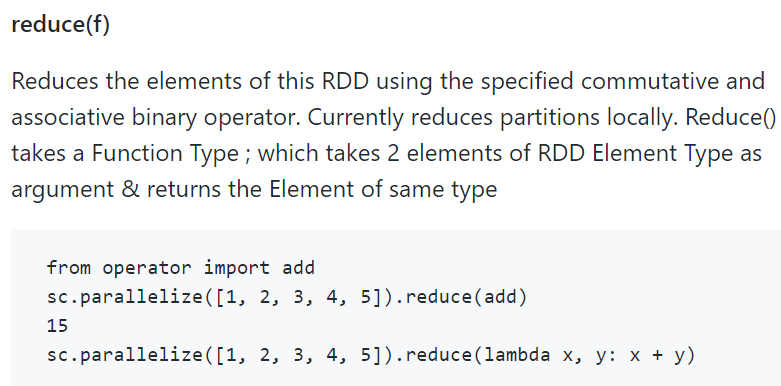 reduce(f)
Reduces the elements of this RDD using the specified commutative and
associative binary operator. Currently reduces partitions locally. Reduce()
takes a Function Type ; which takes 2 elements of RDD Element Type as
argument & returns the Element of same type
from operator import add
sc.parallelize([1, 2, 3, 4, 5]).reduce(add)
15
sc.parallelize([1, 2, 3, 4, 5]).reduce(lambda x, y: x + y)